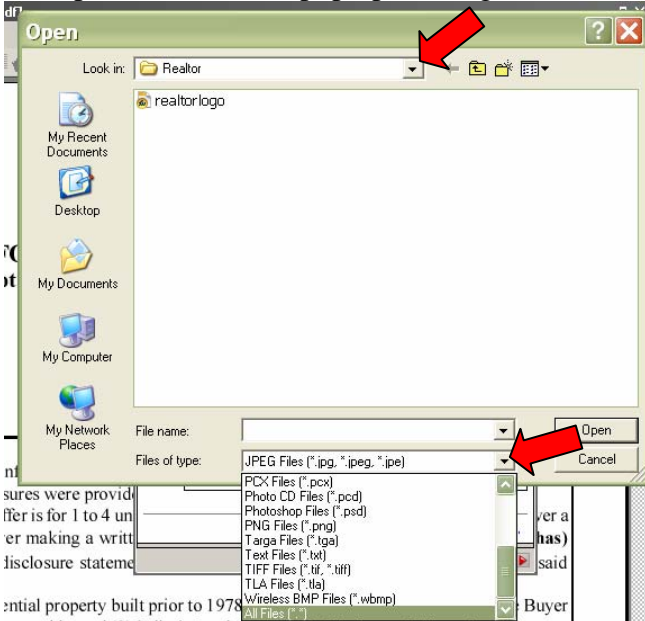 Open
Look in:
Realtor
realtorlogo
My Recent
Documents
Desktop
My Documents
My Computer
My Network
Places
File name:
Open
Files of type:
JPEG Files (*.jpg, *.jpeg, *.jpe)
Cancel
PCX Files (*.pcx)
Photo CD Files (*.pcd)
Photoshop Files (*.psd)
PNG Files (*.png)
Targa Files (*.tga)
Text Files (*.txt)
TIFF Files (*.tif, *.tiff)
TLA Files (*.tla)
Wireless BMP Files (*.wbmp)
All Files (*.*)
sures were provid
ffer is for 1 to 4 un
ver a
er making a writt
has)
disclosure stateme
said
ential property built prior to 1978
Buyer